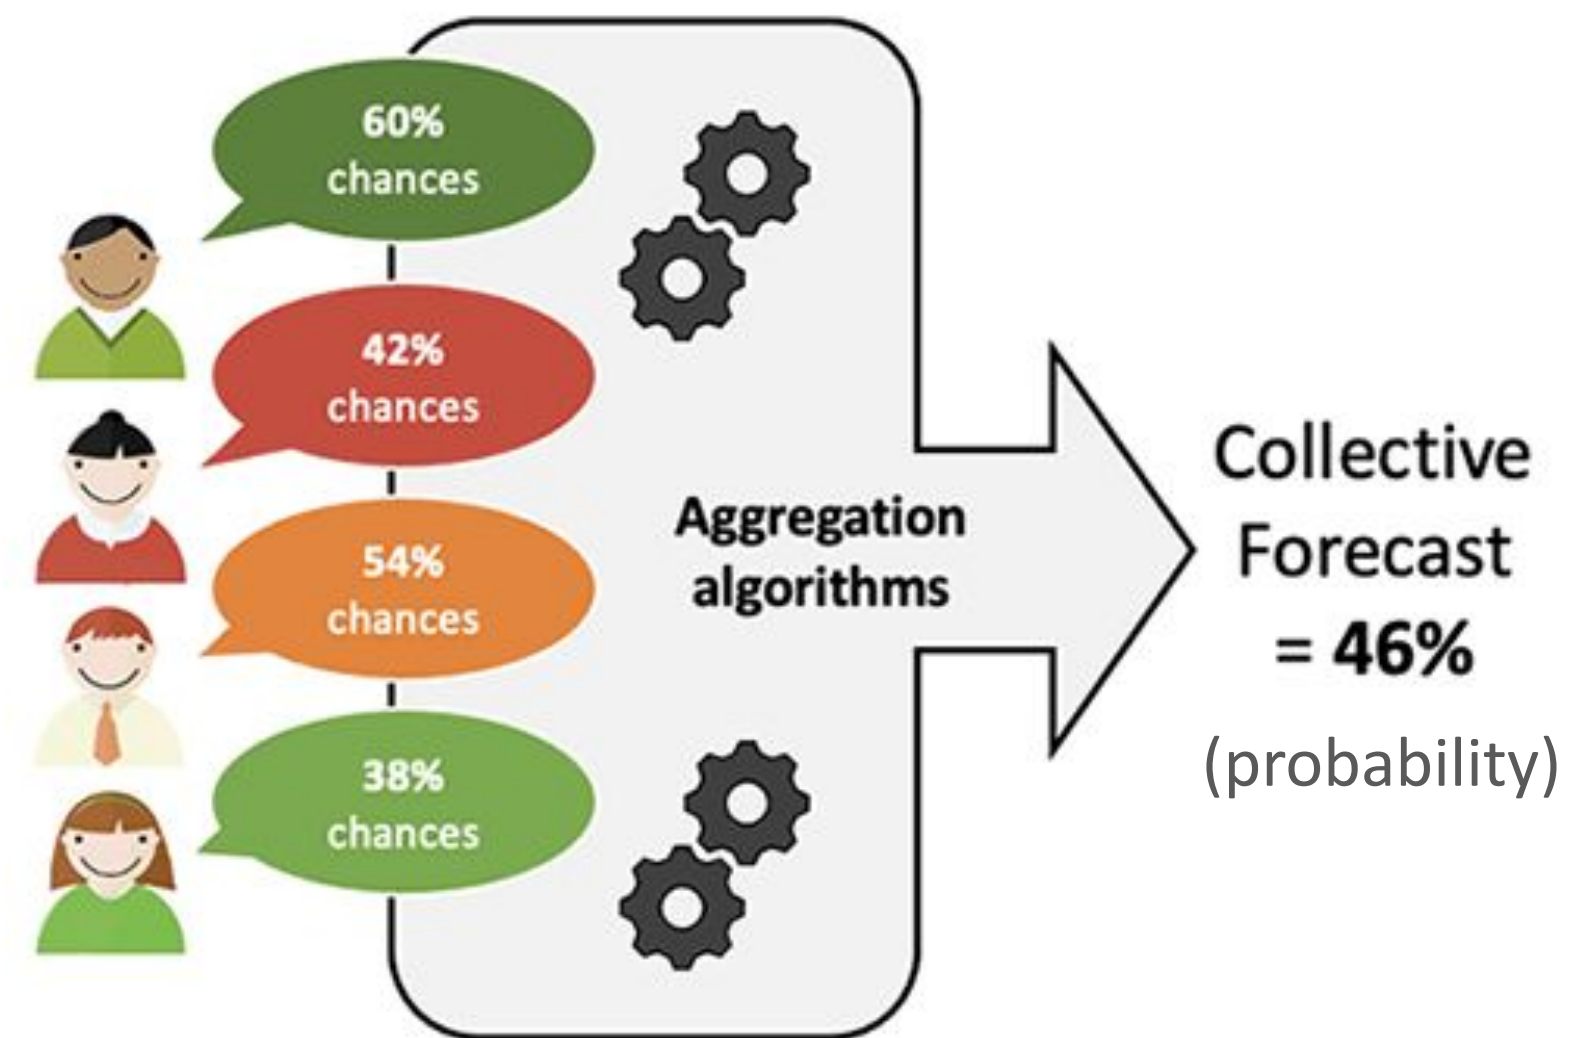 60%
chances
42%
chances
54%
chances
38%
chances
Aggregation
algorithms
Collective
Forecast
= 46%
(probability)